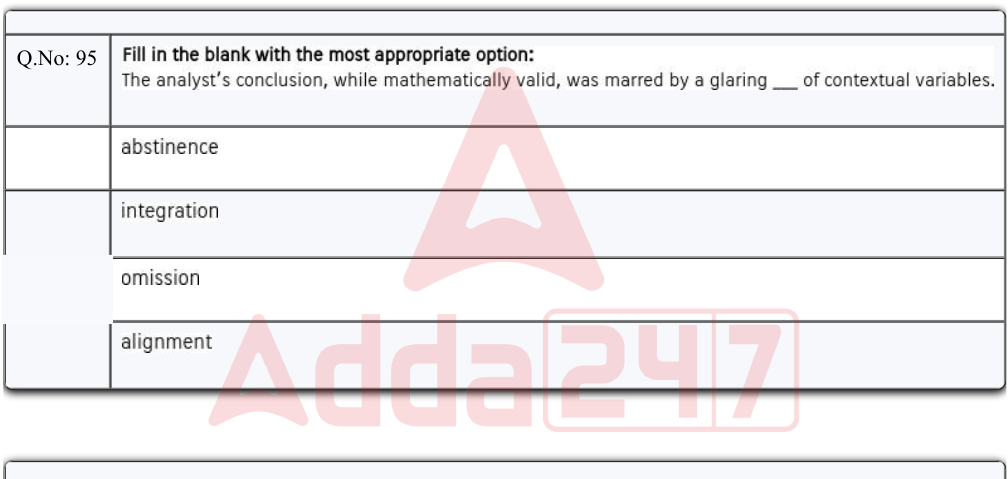 Q.No: 95
Fill in the blank with the most appropriate option:
The analyst's conclusion, while mathematically valid, was marred by a glaring ___ of contextual variables.
abstinence
integration
omission
alignment
Adda247